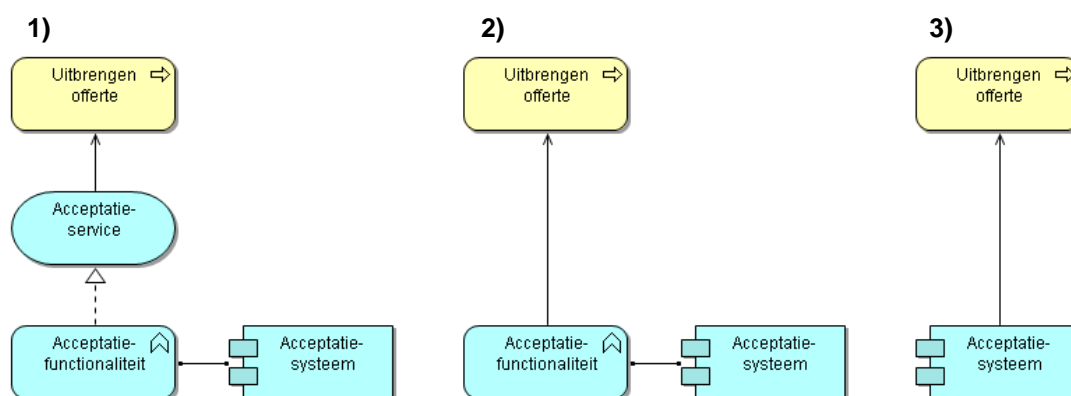 1)
Uitbrengen
offerte
Acceptatie-
service
Acceptatie-
functionaliteit
Acceptatie-
systeem
2)
Uitbrengen
offerte
Acceptatie-
functionaliteit
Acceptatie-
systeem
3)
Uitbrengen
offerte
Acceptatie-
systeem